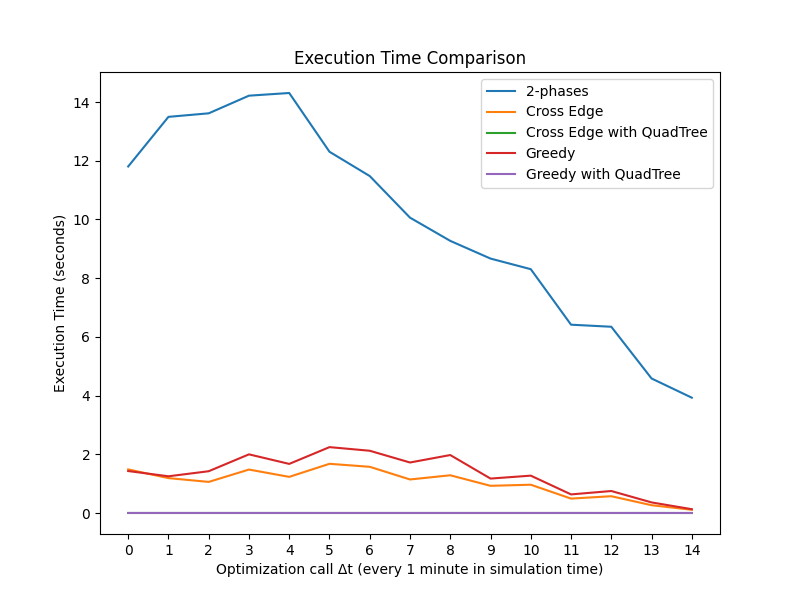 Execution Time Comparison
2-phases
Cross Edge
Cross Edge with QuadTree
Greedy
Greedy with QuadTree
Execution Time (seconds)
14
12
10
8
6
4
2
0
0 1 2 3 4 5 6 7 8 9 10 11 12 13 14
Optimization call Δt (every 1 minute in simulation time)